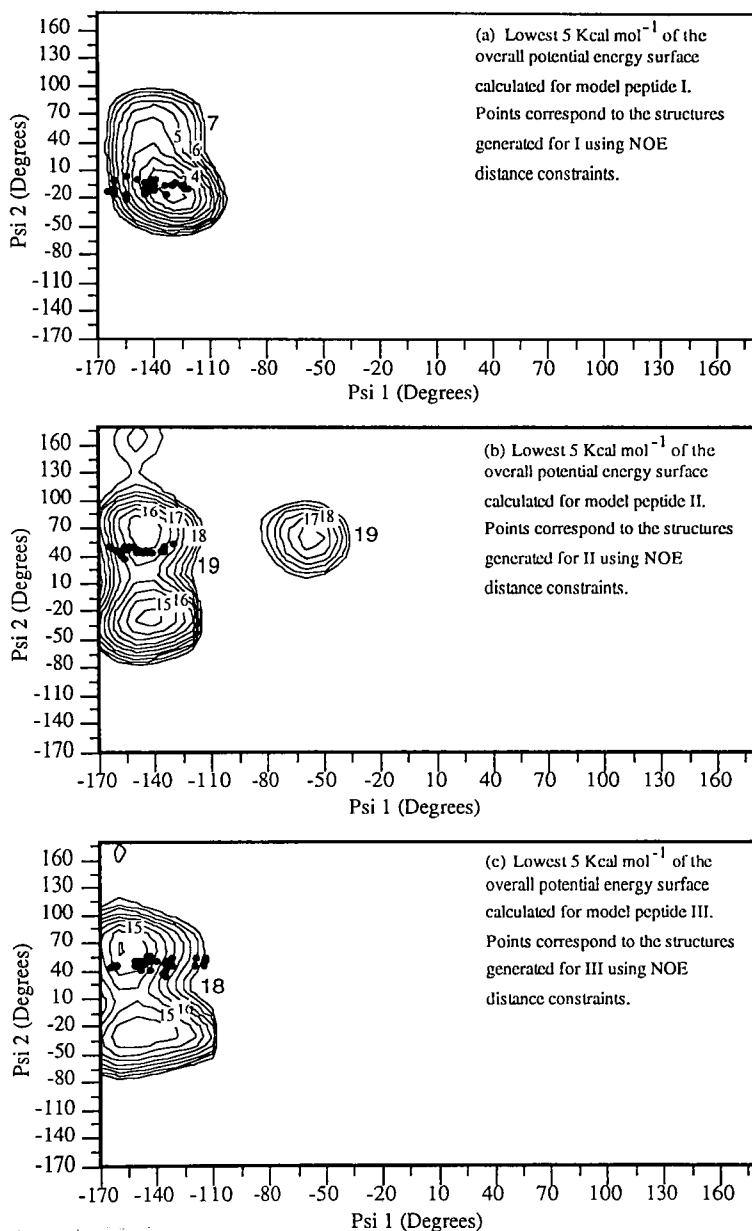 (a) Lowest 5 Kcal mol⁻¹ of the
overall potential energy surface
calculated for model peptide I.
Points correspond to the structures
generated for I using NOE
distance constraints.
Psi 2 (Degrees)
160
130
100
70
40
10
-20
-50
-80
-110
-140
-170
7
5
6
4
-170 -140 -110 -80 -50 -20 10 40 70 100 130 160
Psi 1 (Degrees)
(b) Lowest 5 Kcal mol⁻¹ of the
overall potential energy surface
calculated for model peptide II.
Points correspond to the structures
generated for II using NOE
distance constraints.
Psi 2 (Degrees)
160
130
100
70
40
10
-20
-50
-80
-110
-140
-170
16 17
18
19
15 16
17 18
19
-170 -140 -110 -80 -50 -20 10 40 70 100 130 160
Psi 1 (Degrees)
(c) Lowest 5 Kcal mol⁻¹ of the
overall potential energy surface
calculated for model peptide III.
Points correspond to the structures
generated for III using NOE
distance constraints.
Psi 2 (Degrees)
160
130
100
70
40
10
-20
-50
-80
-110
-140
-170
15
18
15 16
-170 -140 -110 -80 -50 -20 10 40 70 100 130 160
Psi 1 (Degrees)